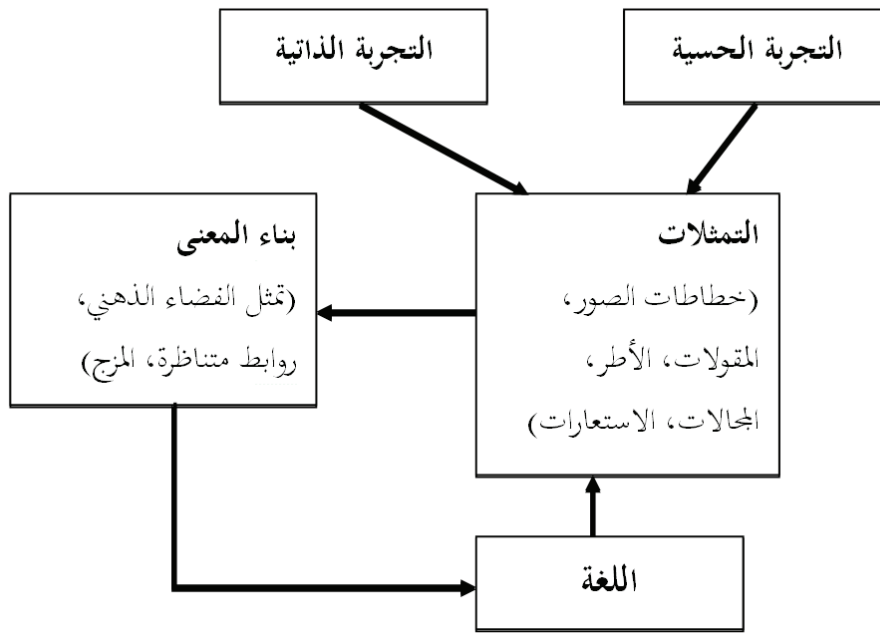 التجربة الحسية
التجربة الذاتية
التمثلات
(خطاطات الصور،
المقولات، الأطر،
المجالات، الاستعارات)
بناء المعنى
(تمثل الفضاء الذهني،
روابط متناظرة، المزج)
اللغة